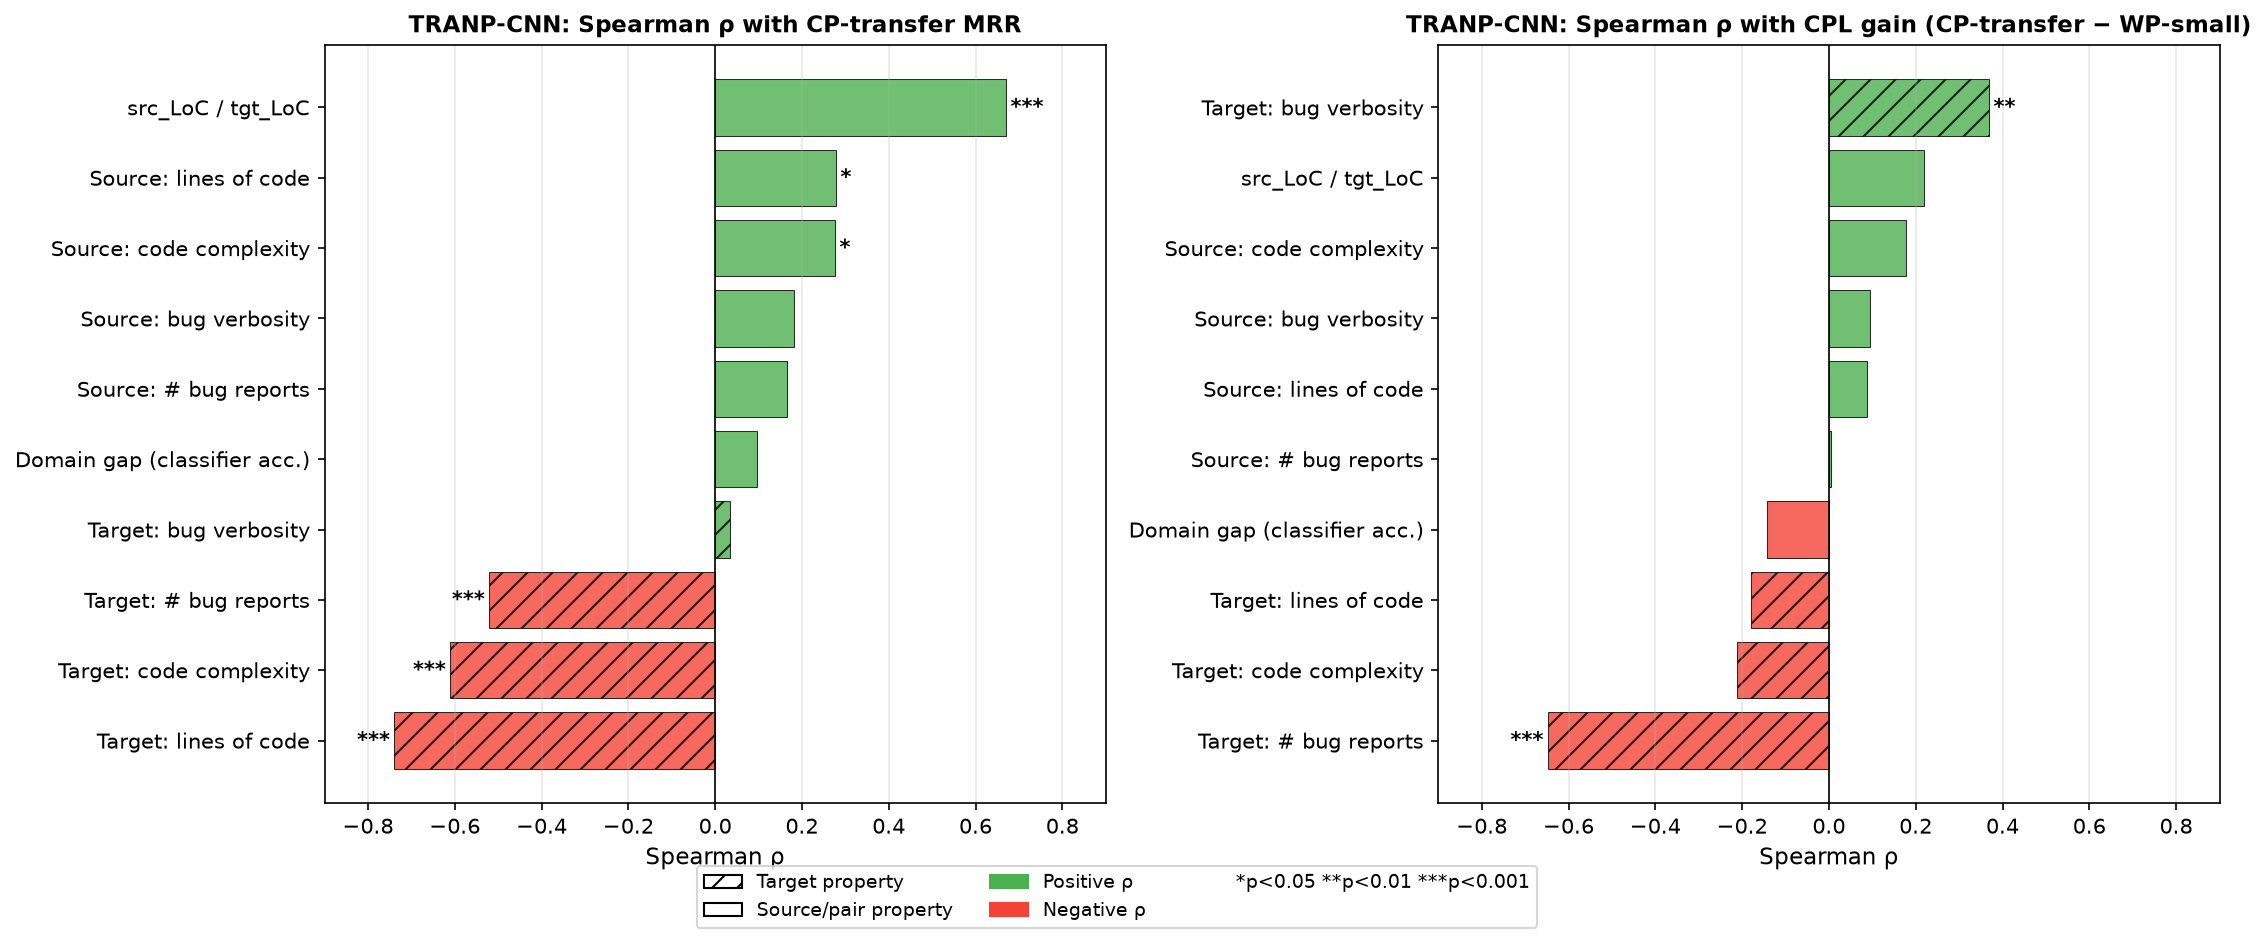 TRANP-CNN: Spearman ρ with CP-transfer MRR
src_LoC / tgt_LoC
***
Source: lines of code
*
Source: code complexity
*
Source: bug verbosity
Source: # bug reports
Domain gap (classifier acc.)
Target: bug verbosity
Target: # bug reports
***
Target: code complexity
***
Target: lines of code
***
−0.8 −0.6 −0.4 −0.2 0.0 0.2 0.4 0.6 0.8
Spearman ρ
TRANP-CNN: Spearman ρ with CPL gain (CP-transfer − WP-small)
Target: bug verbosity
**
src_LoC / tgt_LoC
Source: code complexity
Source: bug verbosity
Source: lines of code
Source: # bug reports
Domain gap (classifier acc.)
Target: lines of code
Target: code complexity
Target: # bug reports
***
−0.8 −0.6 −0.4 −0.2 0.0 0.2 0.4 0.6 0.8
Spearman ρ
Target property
Source/pair property
Positive ρ
Negative ρ
*p<0.05 **p<0.01 ***p<0.001